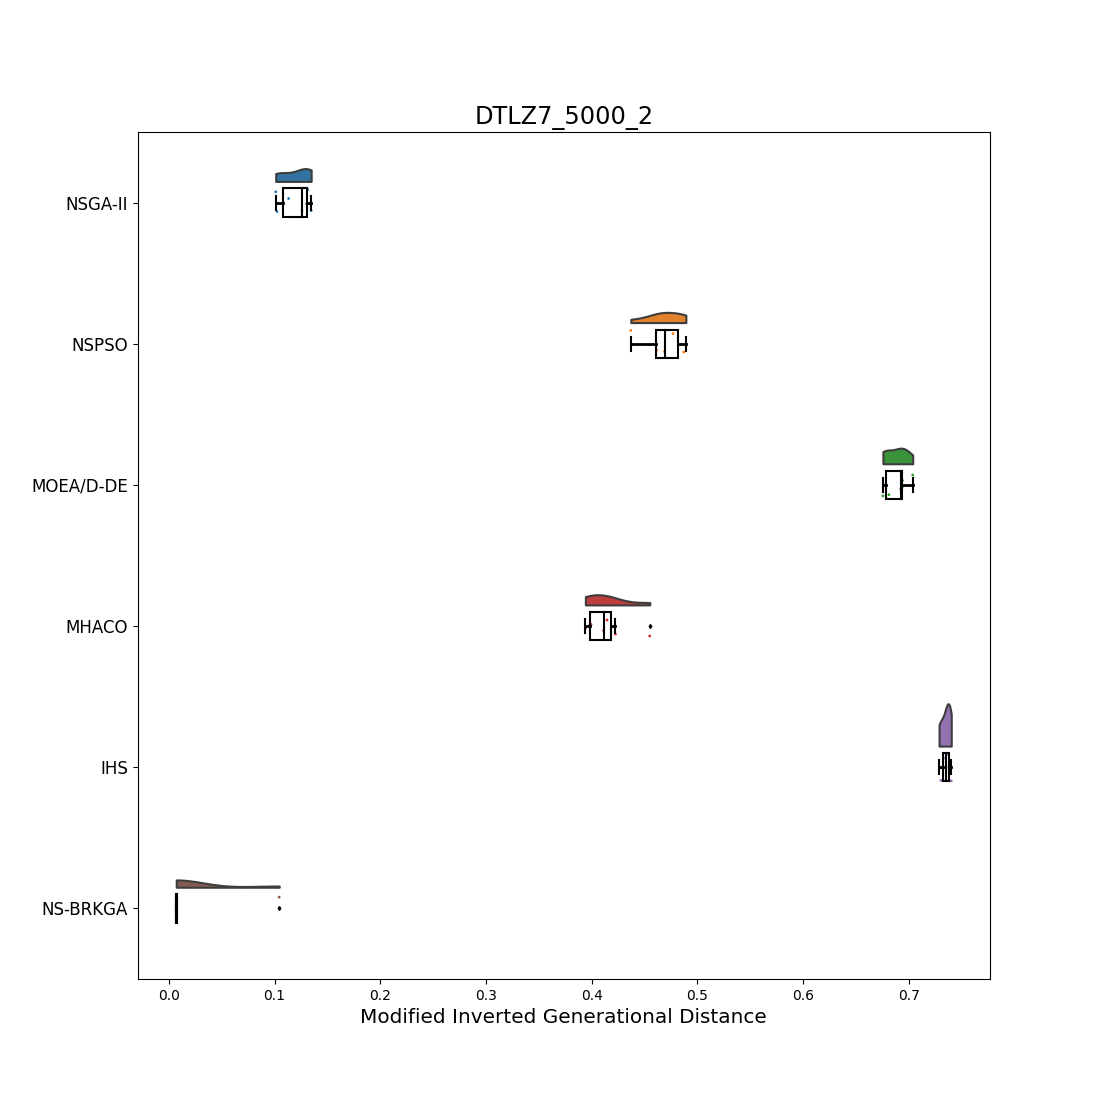 DTLZ7_5000_2
NSGA-II
NSPSO
MOEA/D-DE
MHACO
IHS
NS-BRKGA
0.0 0.1 0.2 0.3 0.4 0.5 0.6 0.7
Modified Inverted Generational Distance